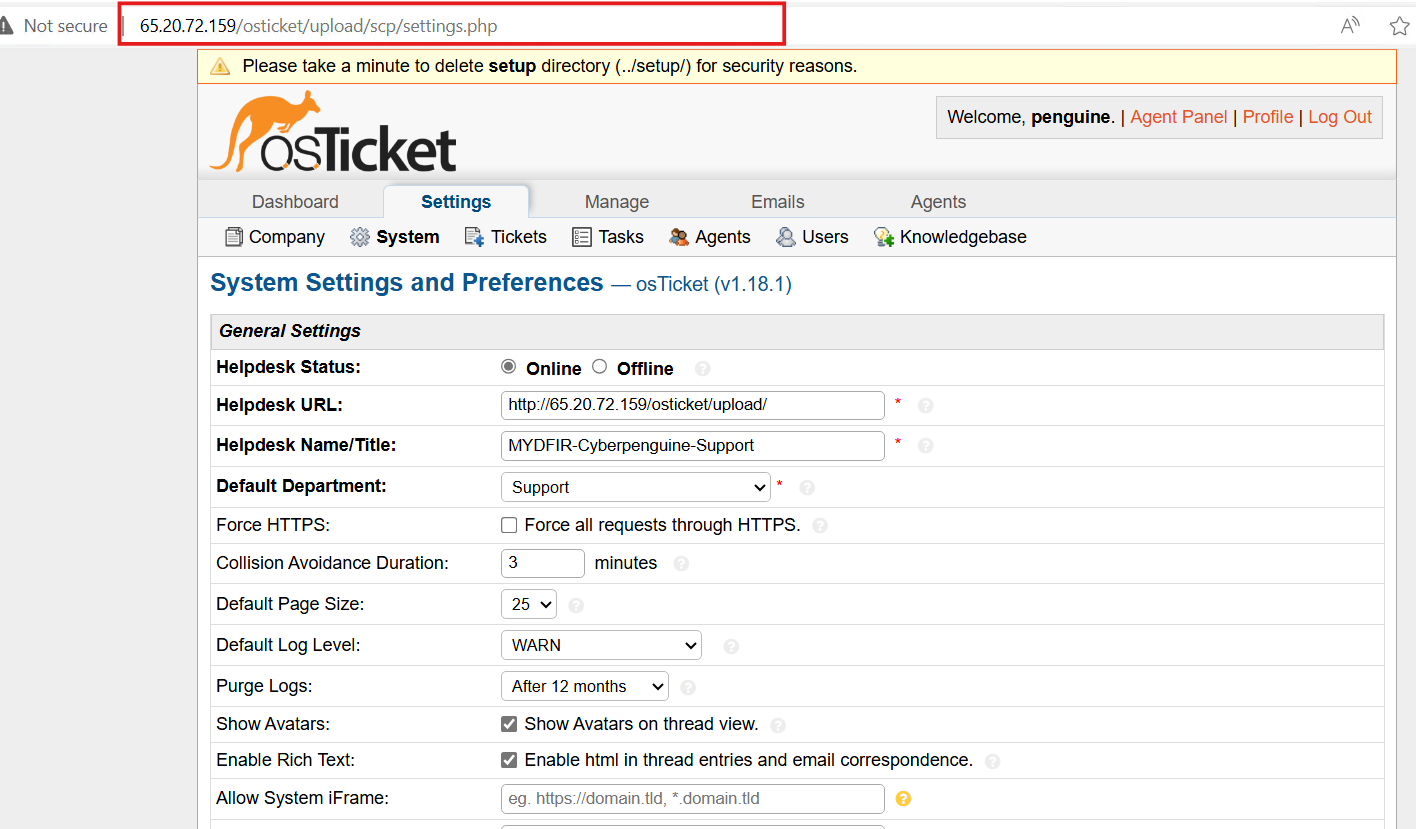 Not secure 65.20.72.159/osticket/upload/scp/settings.php A
Please take a minute to delete setup directory (../setup/) for security reasons.
osTicket
Welcome, penguine. | Agent Panel | Profile | Log Out
Dashboard Settings Manage Emails Agents
Company System Tickets Tasks Agents Users Knowledgebase
System Settings and Preferences — osTicket (v1.18.1)
General Settings
Helpdesk Status: Online Offline ?
Helpdesk URL: http://65.20.72.159/osticket/upload/ * ?
Helpdesk Name/Title: MYDFIR-Cyberpenguine-Support * ?
Default Department: Support * ?
Force HTTPS: Force all requests through HTTPS. ?
Collision Avoidance Duration: 3 minutes ?
Default Page Size: 25 ?
Default Log Level: WARN ?
Purge Logs: After 12 months ?
Show Avatars: Show Avatars on thread view. ?
Enable Rich Text: Enable html in thread entries and email correspondence. ?
Allow System iFrame: eg. https://domain.tld, *.domain.tld ?